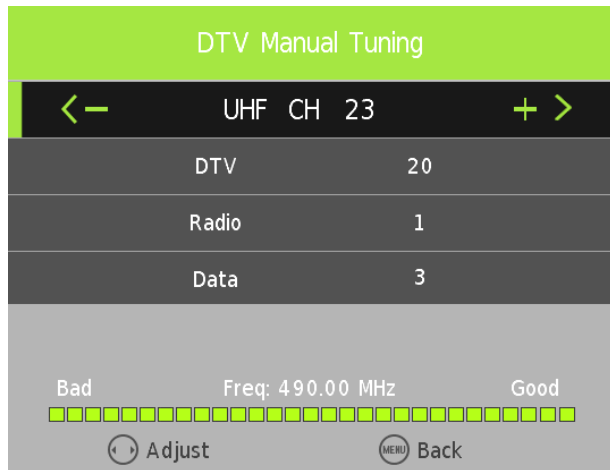 DTV Manual Tuning
UHF CH 23
DTV 20
Radio 1
Data 3
Bad Freq: 490.00 MHz Good
Adjust MENU Back